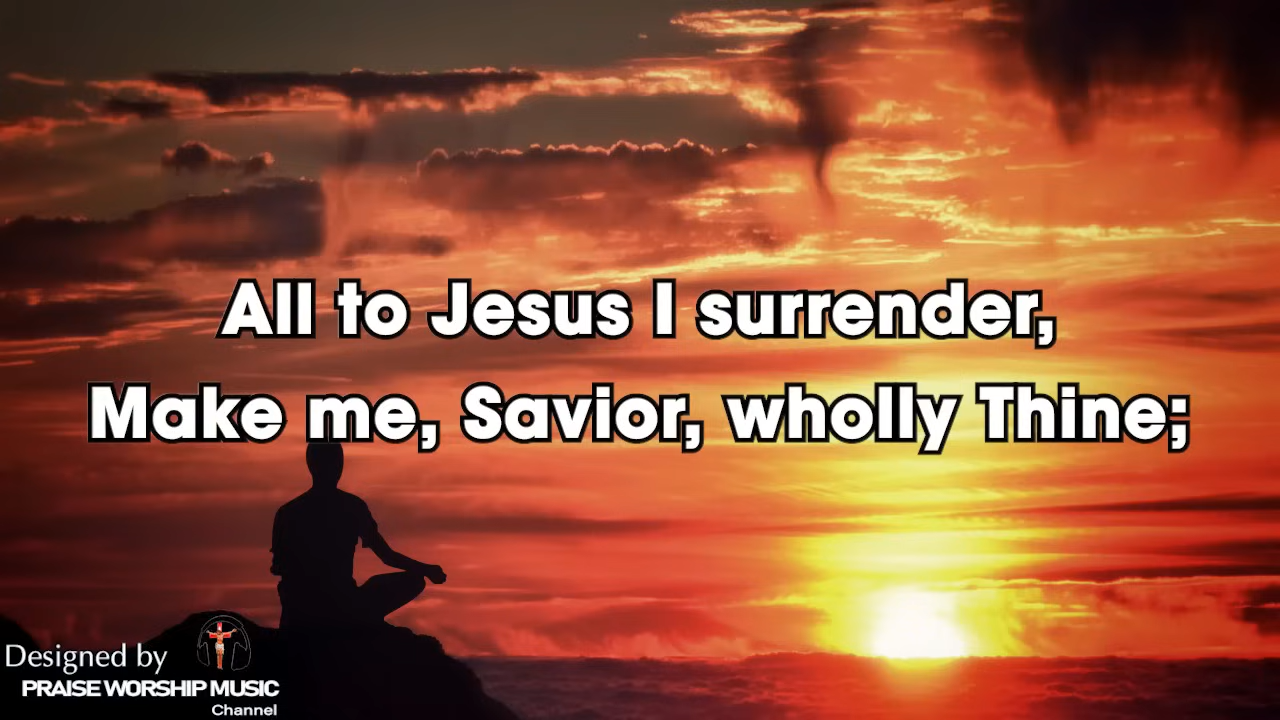 All to Jesus I surrender,
Make me, Savior, wholly Thine;
Designed by
PRAISE WORSHIP MUSIC
Channel